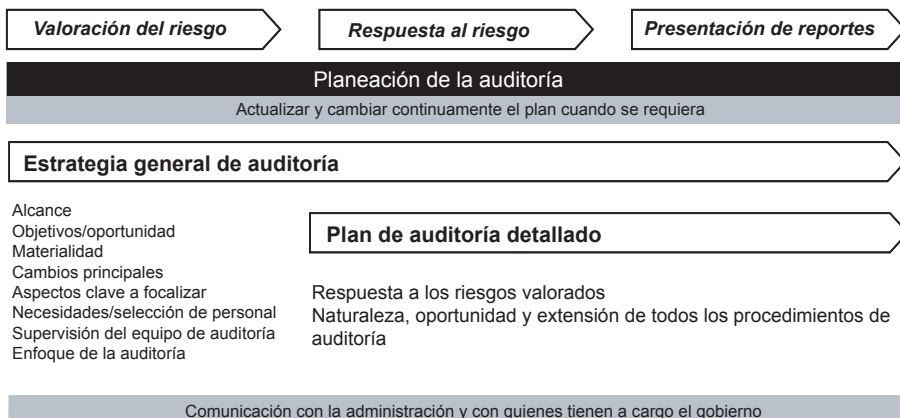 Valoración del riesgo
Respuesta al riesgo
Presentación de reportes
Planeación de la auditoría
Actualizar y cambiar continuamente el plan cuando se requiera
Estrategia general de auditoría
Alcance
Objetivos/oportunidad
Materialidad
Cambios principales
Aspectos clave a focalizar
Necesidades/selección de personal
Supervisión del equipo de auditoría
Enfoque de la auditoría
Plan de auditoría detallado
Respuesta a los riesgos valorados
Naturaleza, oportunidad y extensión de todos los procedimientos de
auditoría
Comunicación con la administración y con quienes tienen a cargo el gobierno